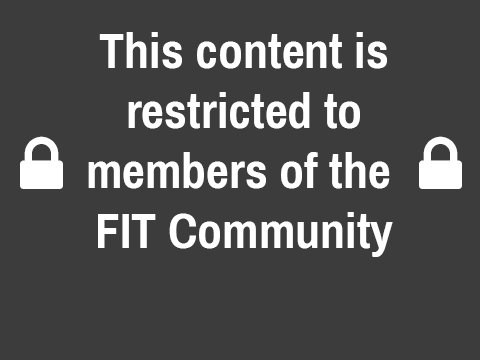 This content is
restricted to
members of the
FIT Community